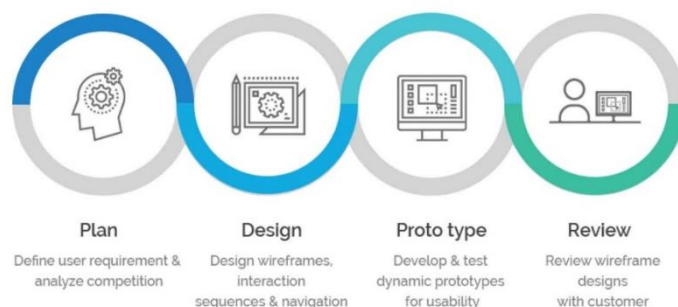 Plan
Define user requirement &
analyze competition
Design
Design wireframes,
interaction
sequences & navigation
Proto type
Develop & test
dynamic prototypes
for usability
Review
Review wireframe
designs
with customer